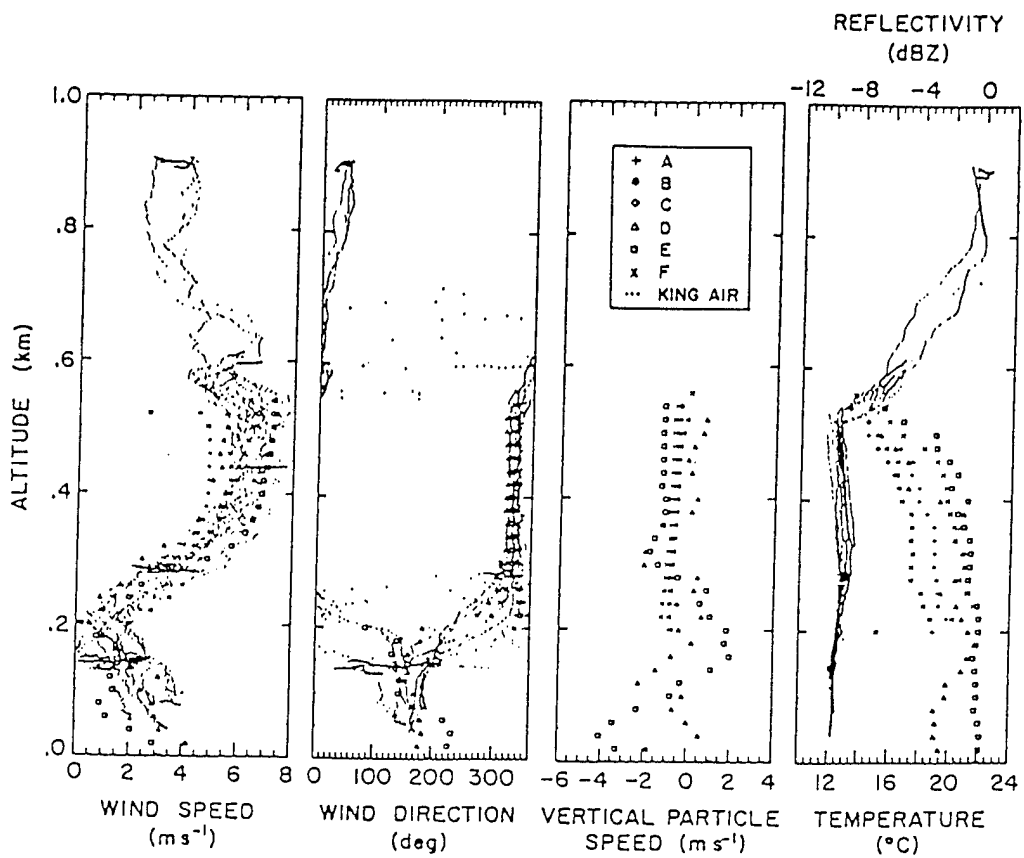 REFLECTIVITY
(dBZ)
-12 -8 -4 0
1.0
.8
.6
.4
.2
.0
ALTITUDE (km)
+ A
B
C
D
E
x F
··· KING AIR
0 2 4 6 8
0 100 200 300
-6 -4 -2 0 2 4
12 16 20 24
WIND SPEED
(m s⁻¹)
WIND DIRECTION
(deg)
VERTICAL PARTICLE
SPEED (m s⁻¹)
TEMPERATURE
(°C)